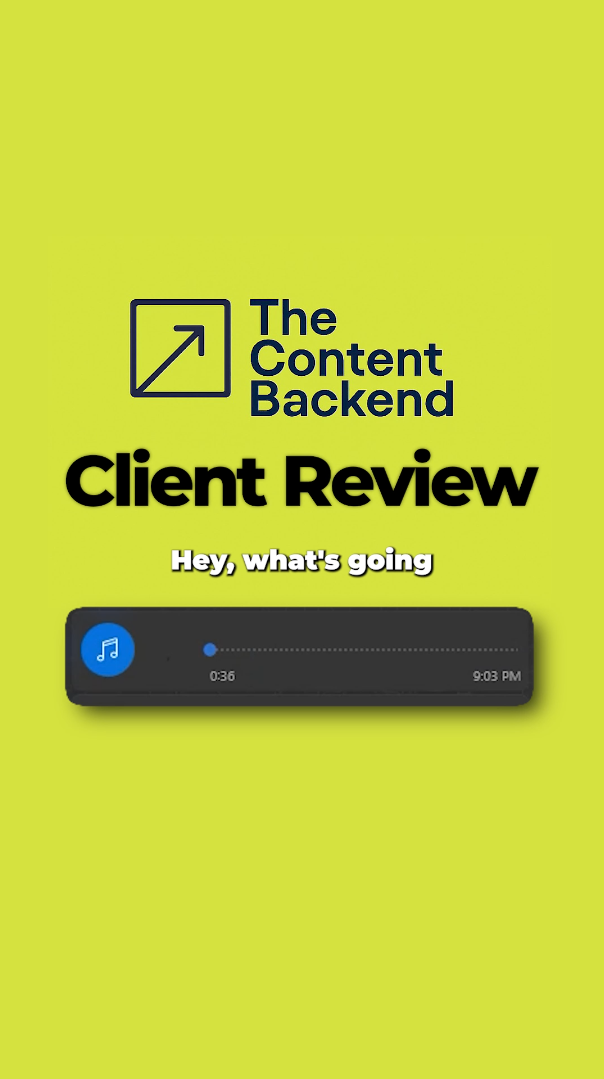 The
Content
Backend
Client Review
Hey, what's going
0:36 9:03 PM